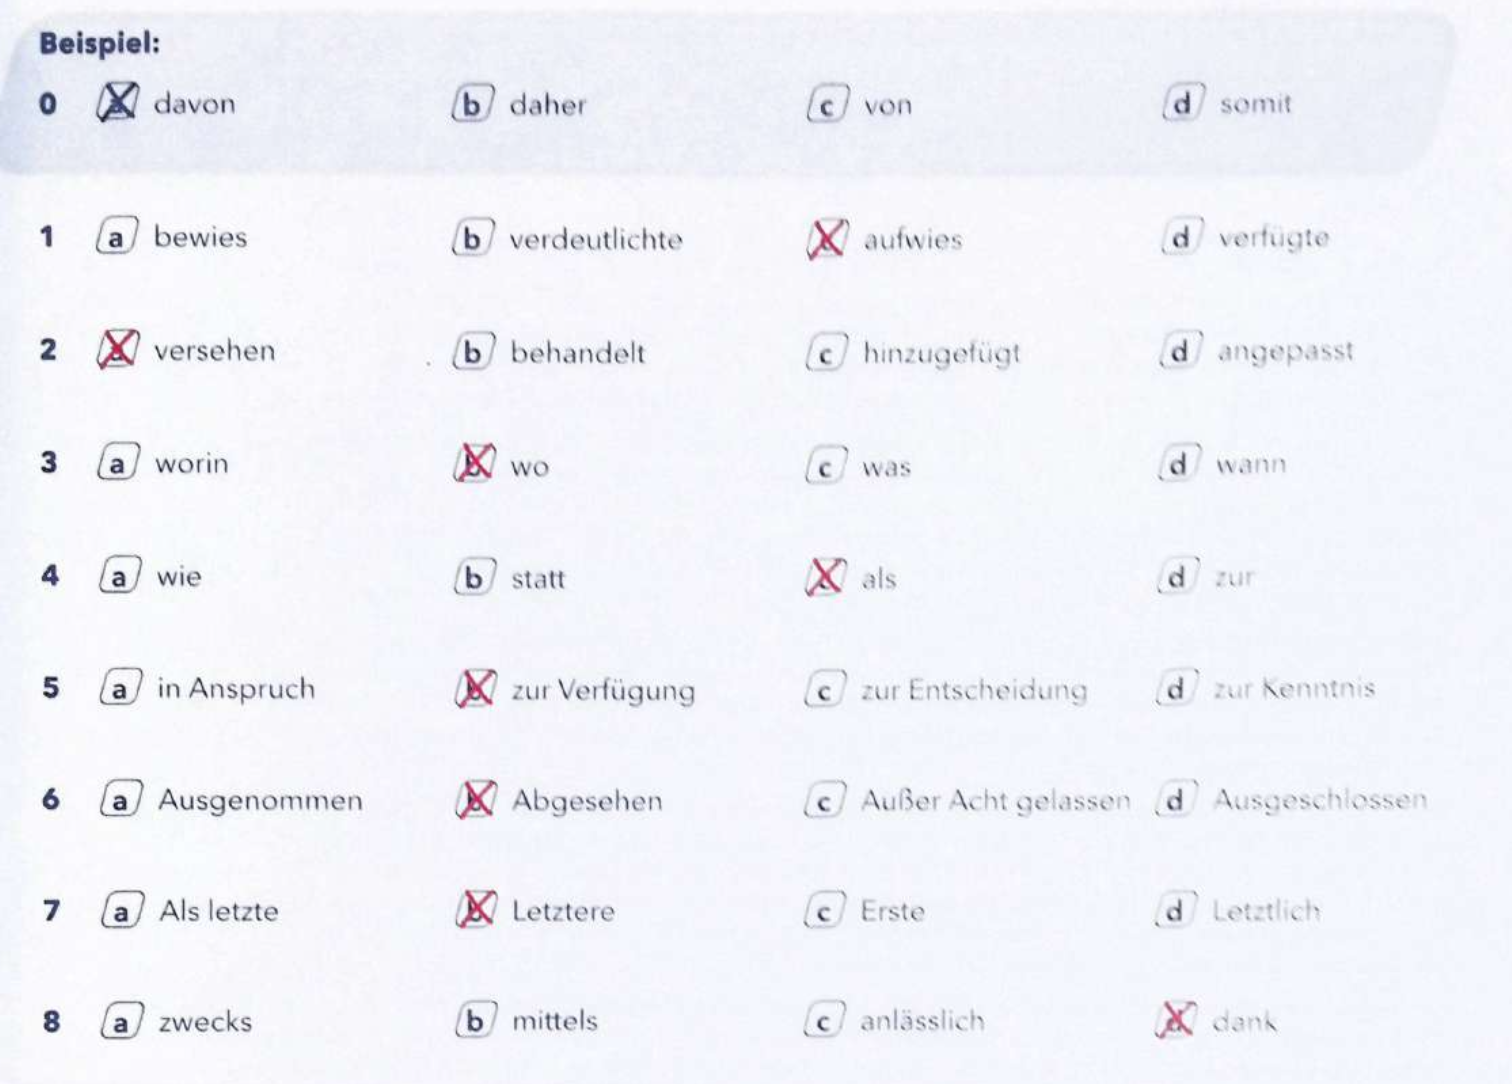 Beispiel:
0 a davon b daher c von d somit
1 a bewies b verdeutlichte c aufwies d verfügte
2 a versehen b behandelt c hinzugefügt d angepasst
3 a worin b wo c was d wann
4 a wie b statt c als d zur
5 a in Anspruch b zur Verfügung c zur Entscheidung d zur Kenntnis
6 a Ausgenommen b Abgesehen c Außer Acht gelassen d Ausgeschlossen
7 a Als letzte b Letztere c Erste d Letztlich
8 a zwecks b mittels c anlässlich d dank